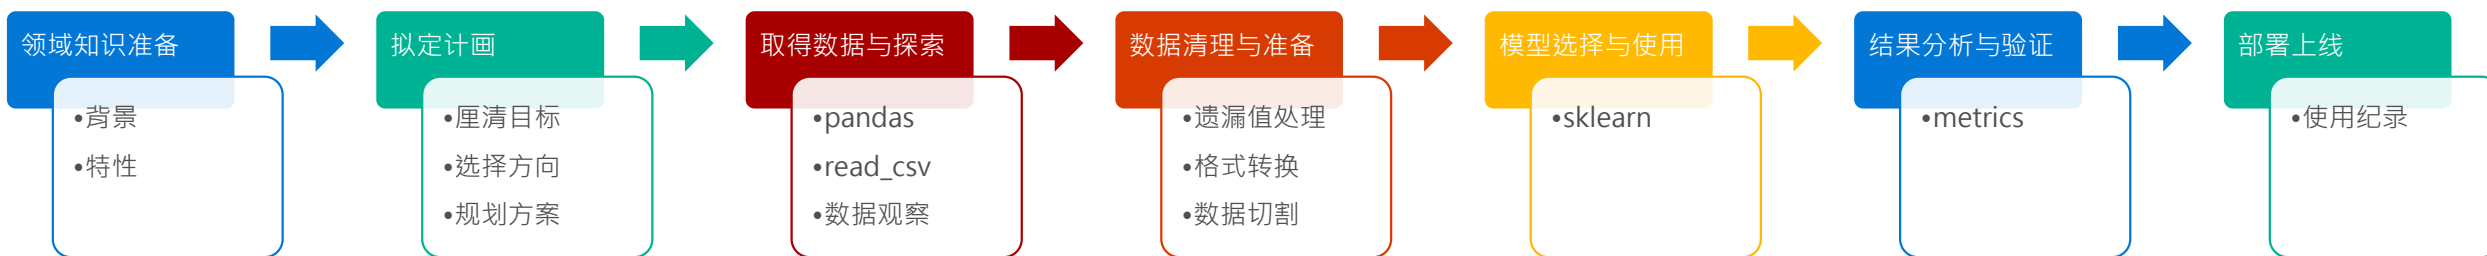 领域知识准备
•背景
•特性
拟定计画
•厘清目标
•选择方向
•规划方案
取得数据与探索
•pandas
•read_csv
•数据观察
数据清理与准备
•遗漏值处理
•格式转换
•数据切割
模型选择与使用
•sklearn
结果分析与验证
•metrics
部署上线
•使用纪录